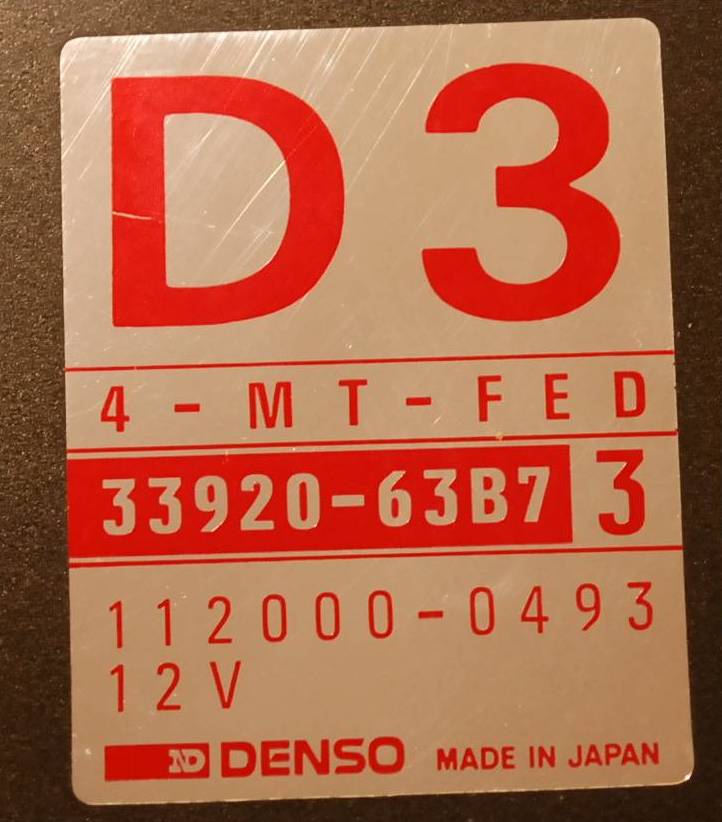 D3
4-MT-FED
33920-63B7 3
112000-0493
12V
ND DENSO MADE IN JAPAN